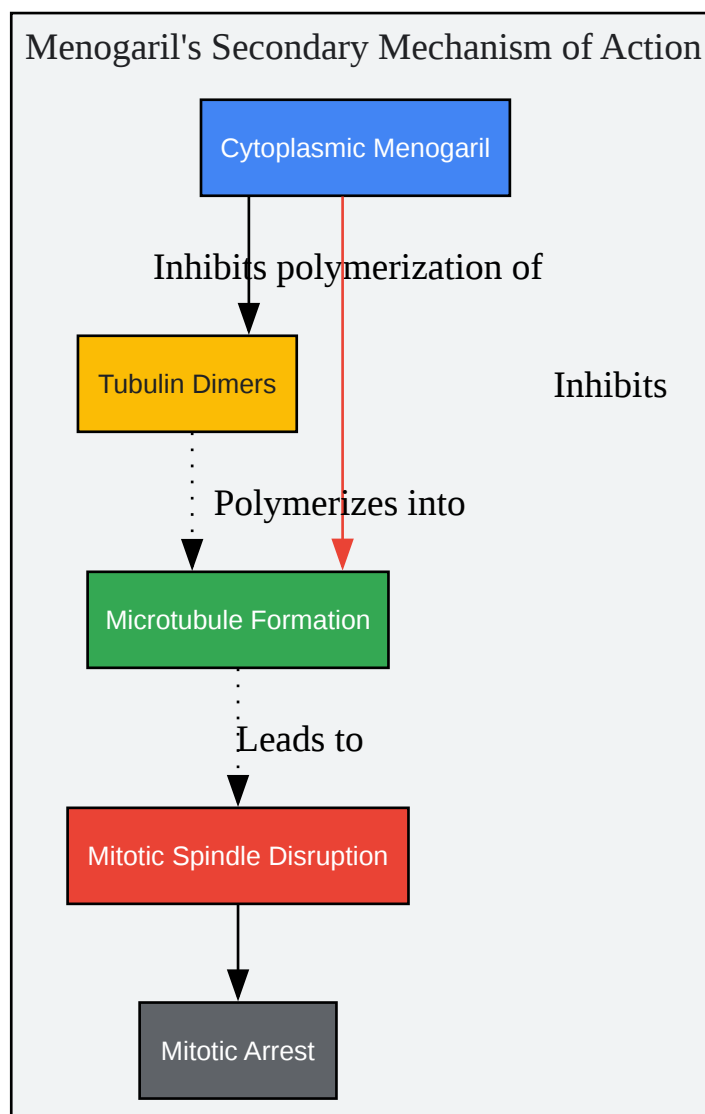 Menogaril's Secondary Mechanism of Action
Cytoplasmic Menogaril
Inhibits polymerization of
Tubulin Dimers
Inhibits
Polymerizes into
Microtubule Formation
Leads to
Mitotic Spindle Disruption
Mitotic Arrest